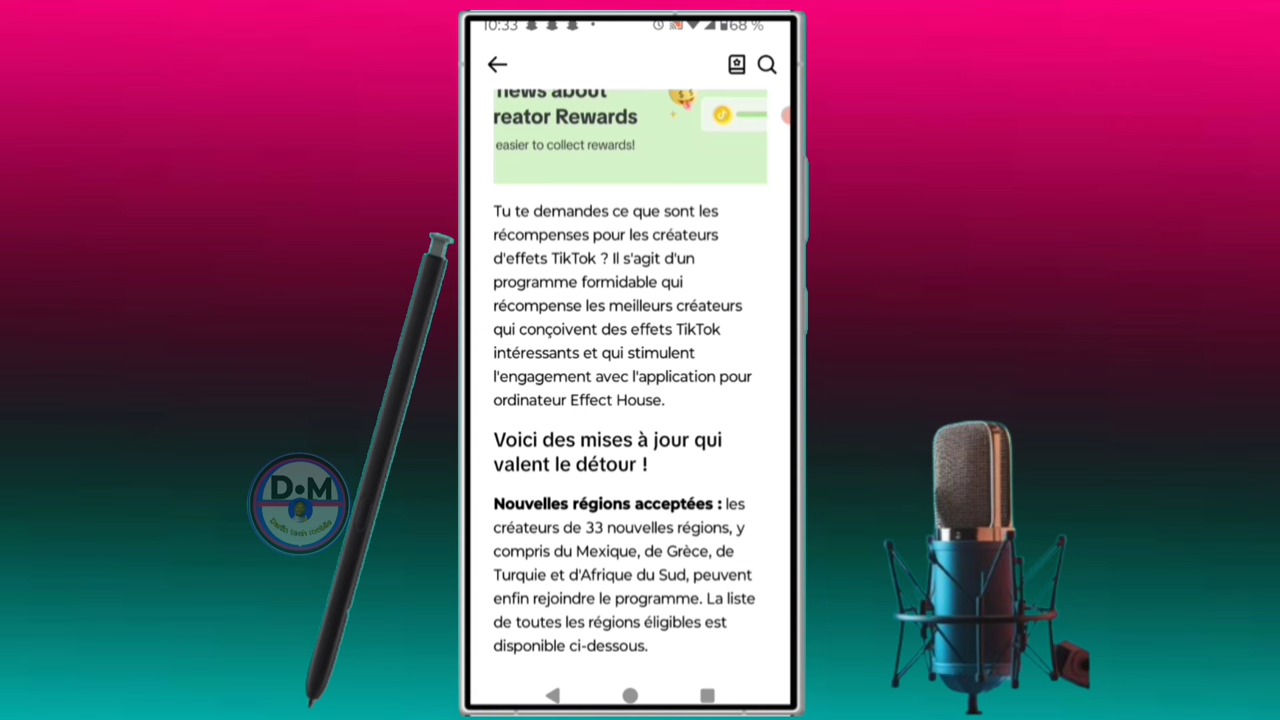 10:33
68 %
news about
reator Rewards
easier to collect rewards!
Tu te demandes ce que sont les
récompenses pour les créateurs
d'effets TikTok ? Il s'agit d'un
programme formidable qui
récompense les meilleurs créateurs
qui conçoivent des effets TikTok
intéressants et qui stimulent
l'engagement avec l'application pour
ordinateur Effect House.
Voici des mises à jour qui
valent le détour !
Nouvelles régions acceptées : les
créateurs de 33 nouvelles régions, y
compris du Mexique, de Grèce, de
Turquie et d'Afrique du Sud, peuvent
enfin rejoindre le programme. La liste
de toutes les régions éligibles est
disponible ci-dessous.
D•M